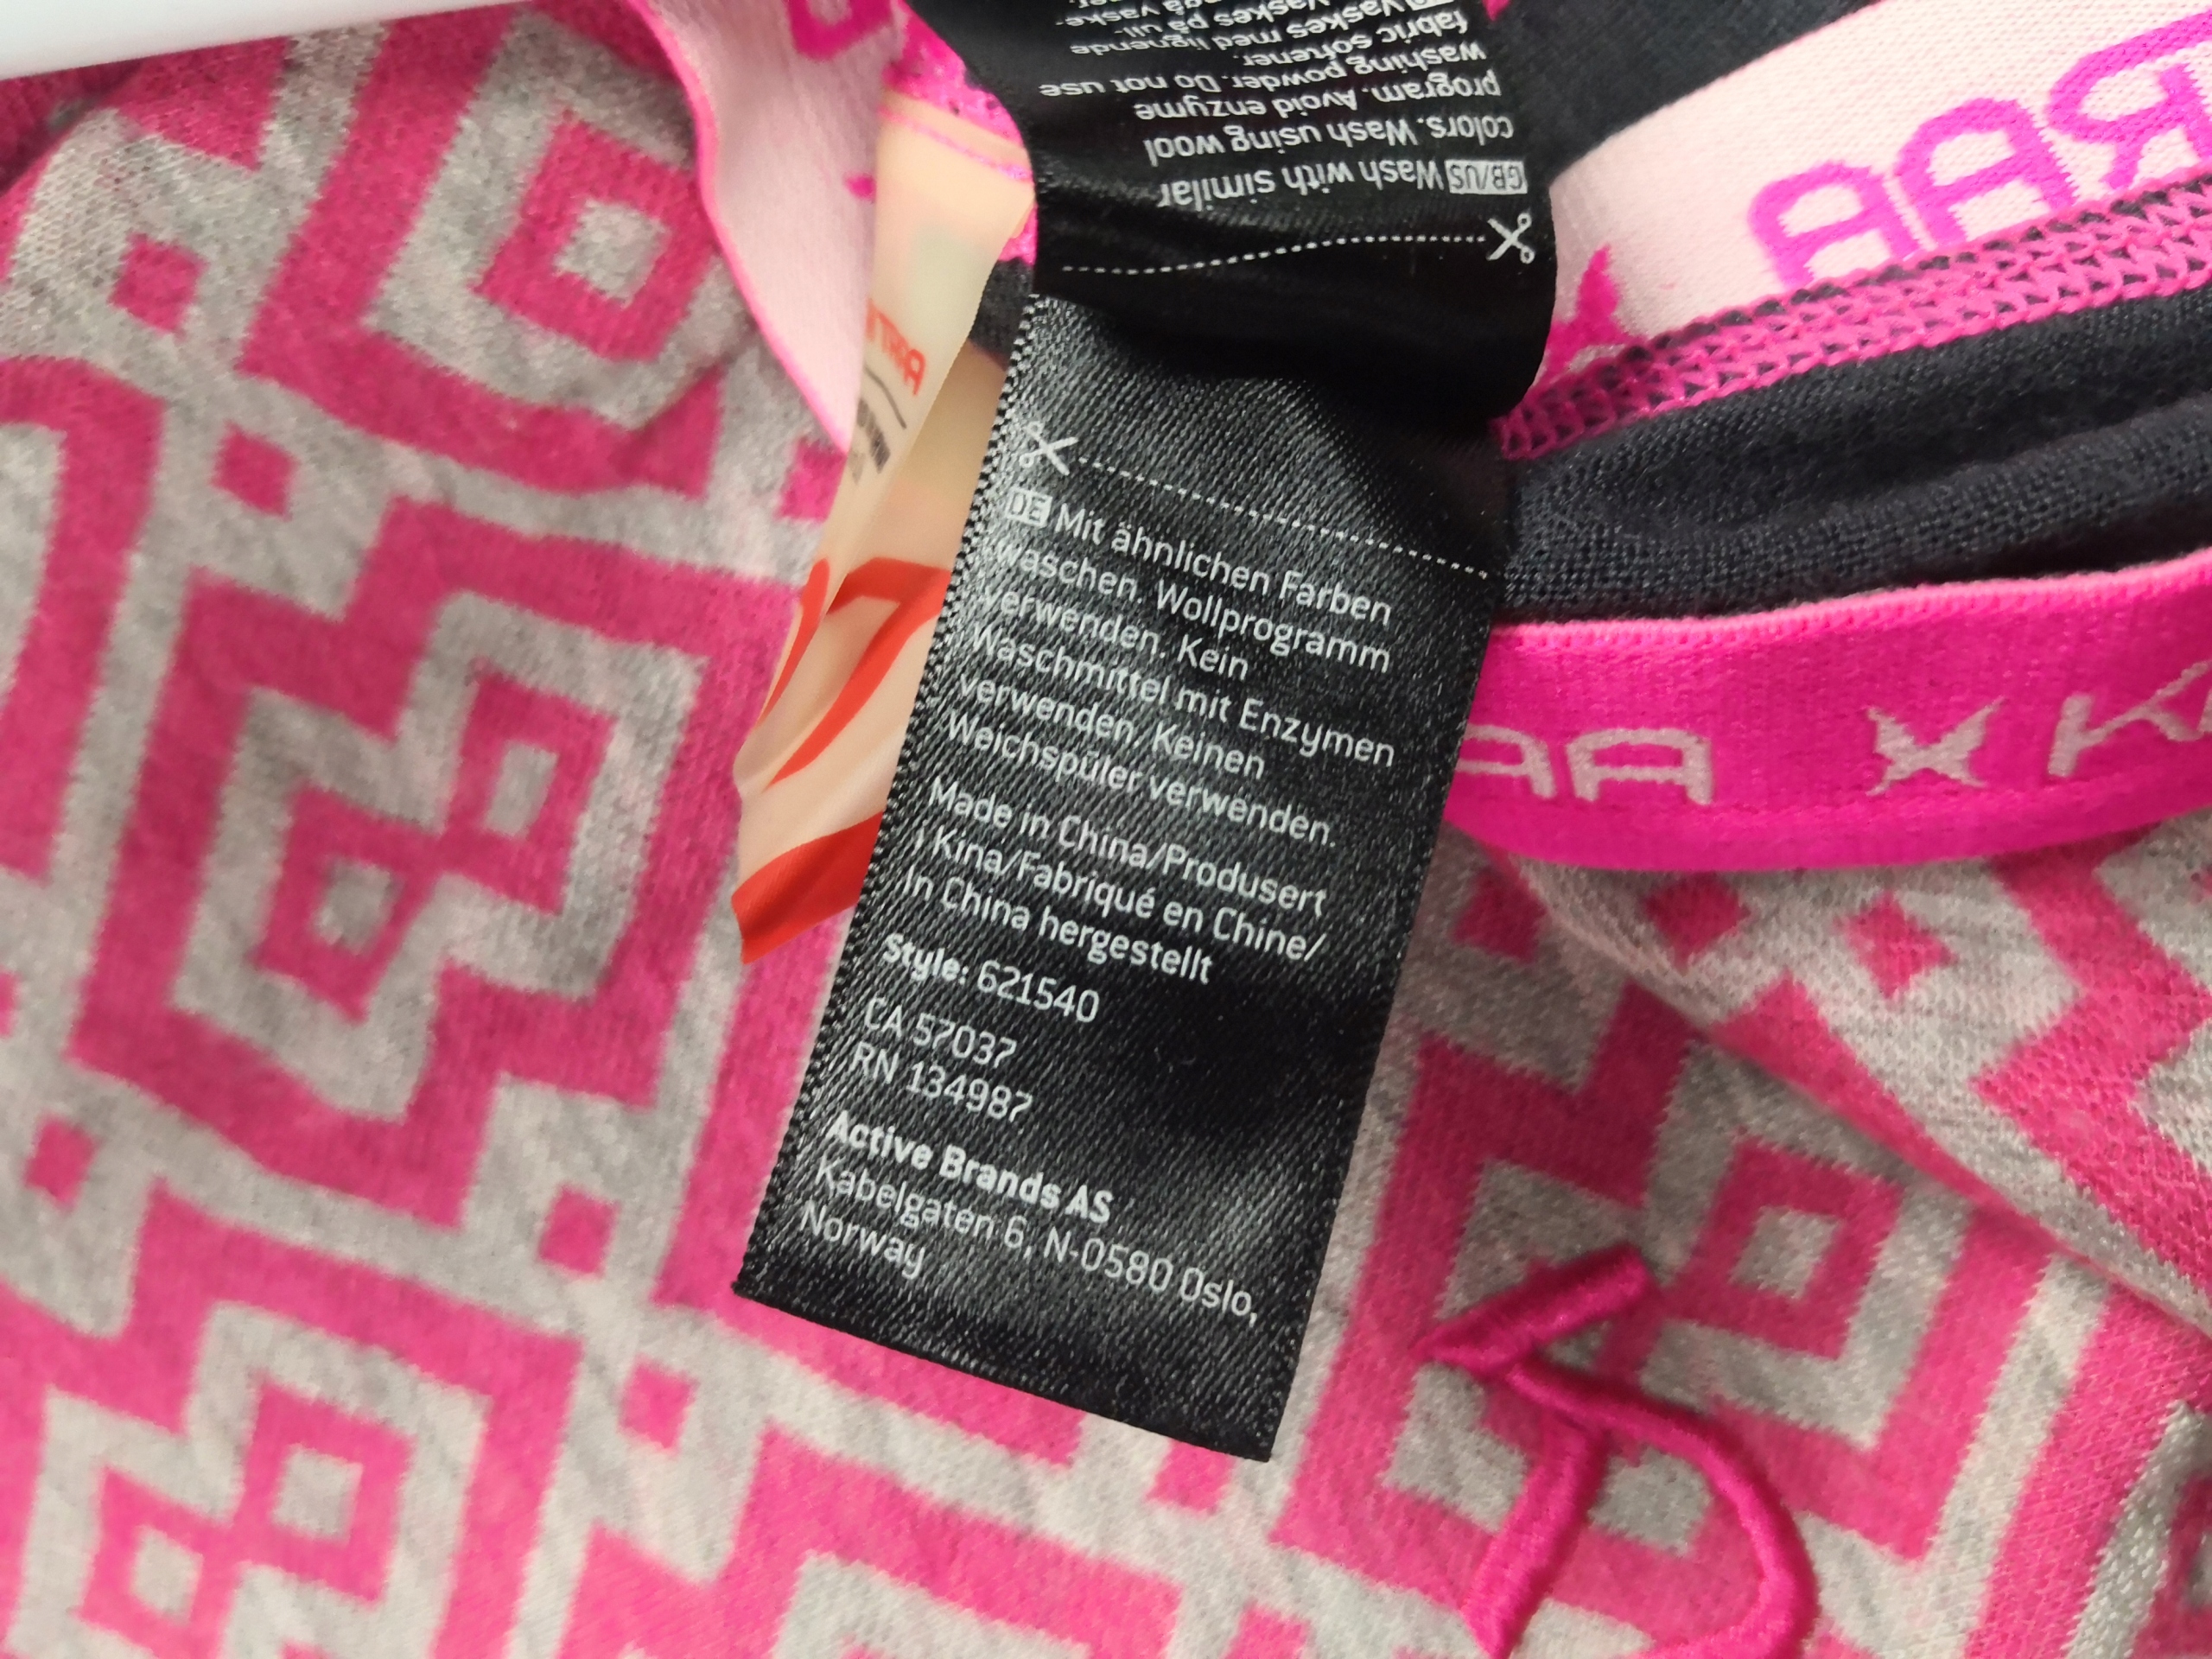 GB/US Wash with similar
colors. Wash using wool
program. Avoid enzyme
washing powder. Do not use
fabric softener.
Vaskes med lignende
DE Mit ähnlichen Farben
waschen. Wollprogramm
verwenden. Kein
Waschmittel mit Enzymen
verwenden. Keinen
Weichspüler verwenden.
Made in China/Produsert
i Kina/Fabriqué en Chine/
In China hergestellt
Style: 621540
CA 57037
RN 134987
Active Brands AS
Kabelgaten 6, N-0580 Oslo,
Norway